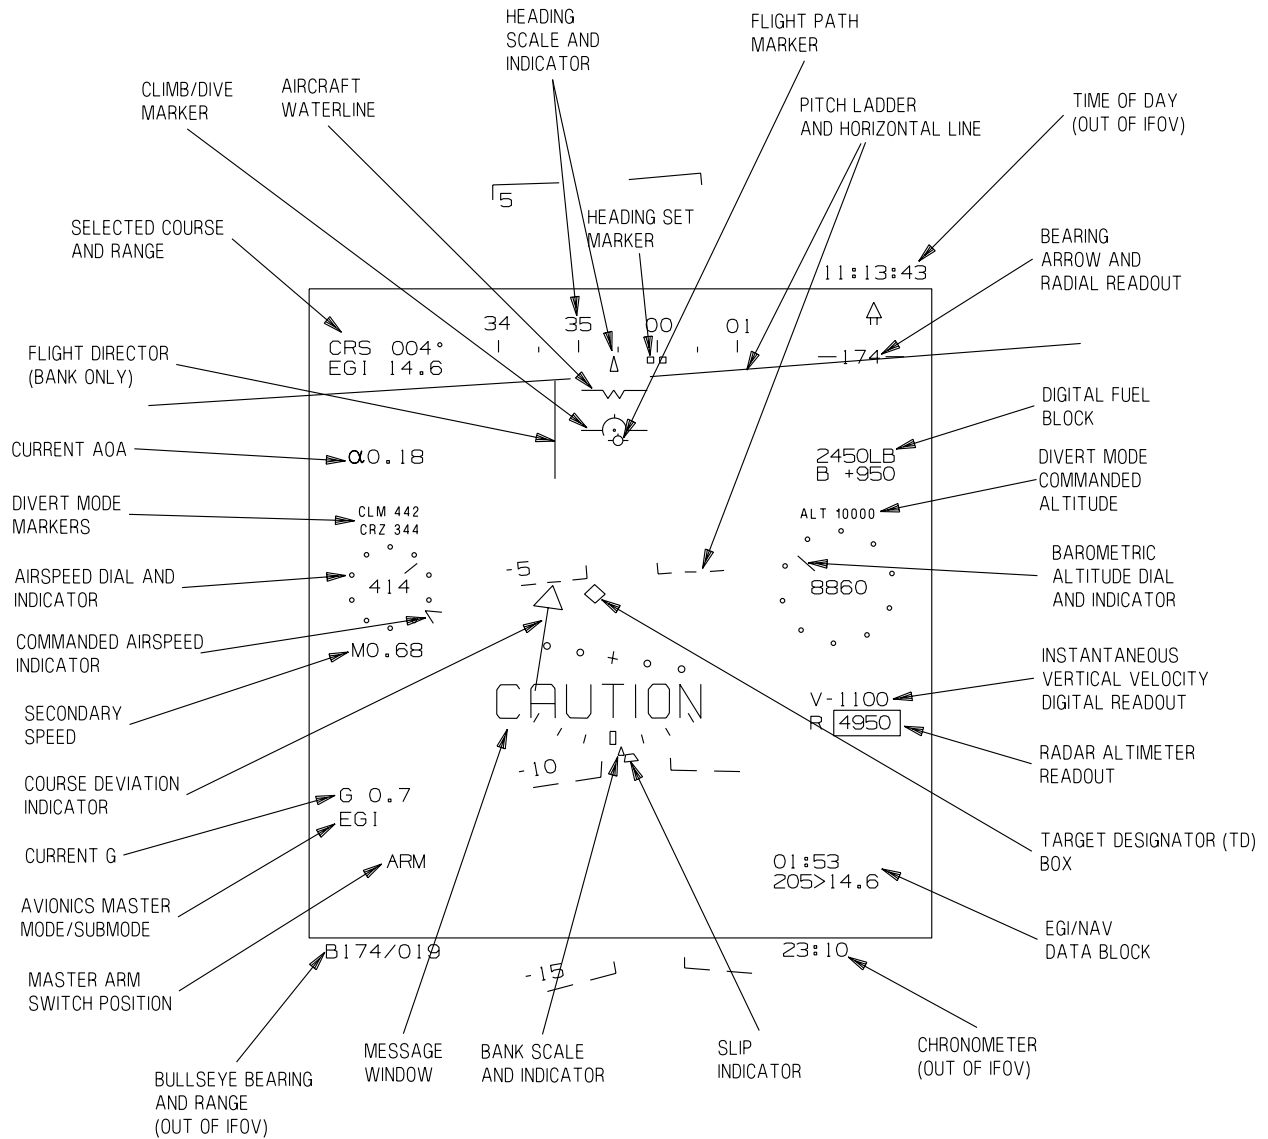 HEADING
SCALE AND
INDICATOR
FLIGHT PATH
MARKER
CLIMB/DIVE
MARKER
AIRCRAFT
WATERLINE
PITCH LADDER
AND HORIZONTAL LINE
TIME OF DAY
(OUT OF IFOV)
5
SELECTED COURSE
AND RANGE
HEADING SET
MARKER
BEARING
ARROW AND
RADIAL READOUT
11:13:43
34 35 00 01
CRS 004°
EGI 14.6
174
FLIGHT DIRECTOR
(BANK ONLY)
DIGITAL FUEL
BLOCK
CURRENT AOA
α0.18
2450LB
B +950
DIVERT MODE
COMMANDED
ALTITUDE
DIVERT MODE
MARKERS
CLM 442
CRZ 344
ALT 10000
AIRSPEED DIAL AND
INDICATOR
414
-5
8860
BAROMETRIC
ALTITUDE DIAL
AND INDICATOR
COMMANDED AIRSPEED
INDICATOR
M0.68
INSTANTANEOUS
VERTICAL VELOCITY
DIGITAL READOUT
SECONDARY
SPEED
CAUTION
V-1100
R 4950
RADAR ALTIMETER
READOUT
COURSE DEVIATION
INDICATOR
-10
G 0.7
EGI
CURRENT G
ARM
01:53
205>14.6
TARGET DESIGNATOR (TD)
BOX
AVIONICS MASTER
MODE/SUBMODE
EGI/NAV
DATA BLOCK
B174/019
-15
23:10
MASTER ARM
SWITCH POSITION
MESSAGE
WINDOW
BANK SCALE
AND INDICATOR
SLIP
INDICATOR
CHRONOMETER
(OUT OF IFOV)
BULLSEYE BEARING
AND RANGE
(OUT OF IFOV)